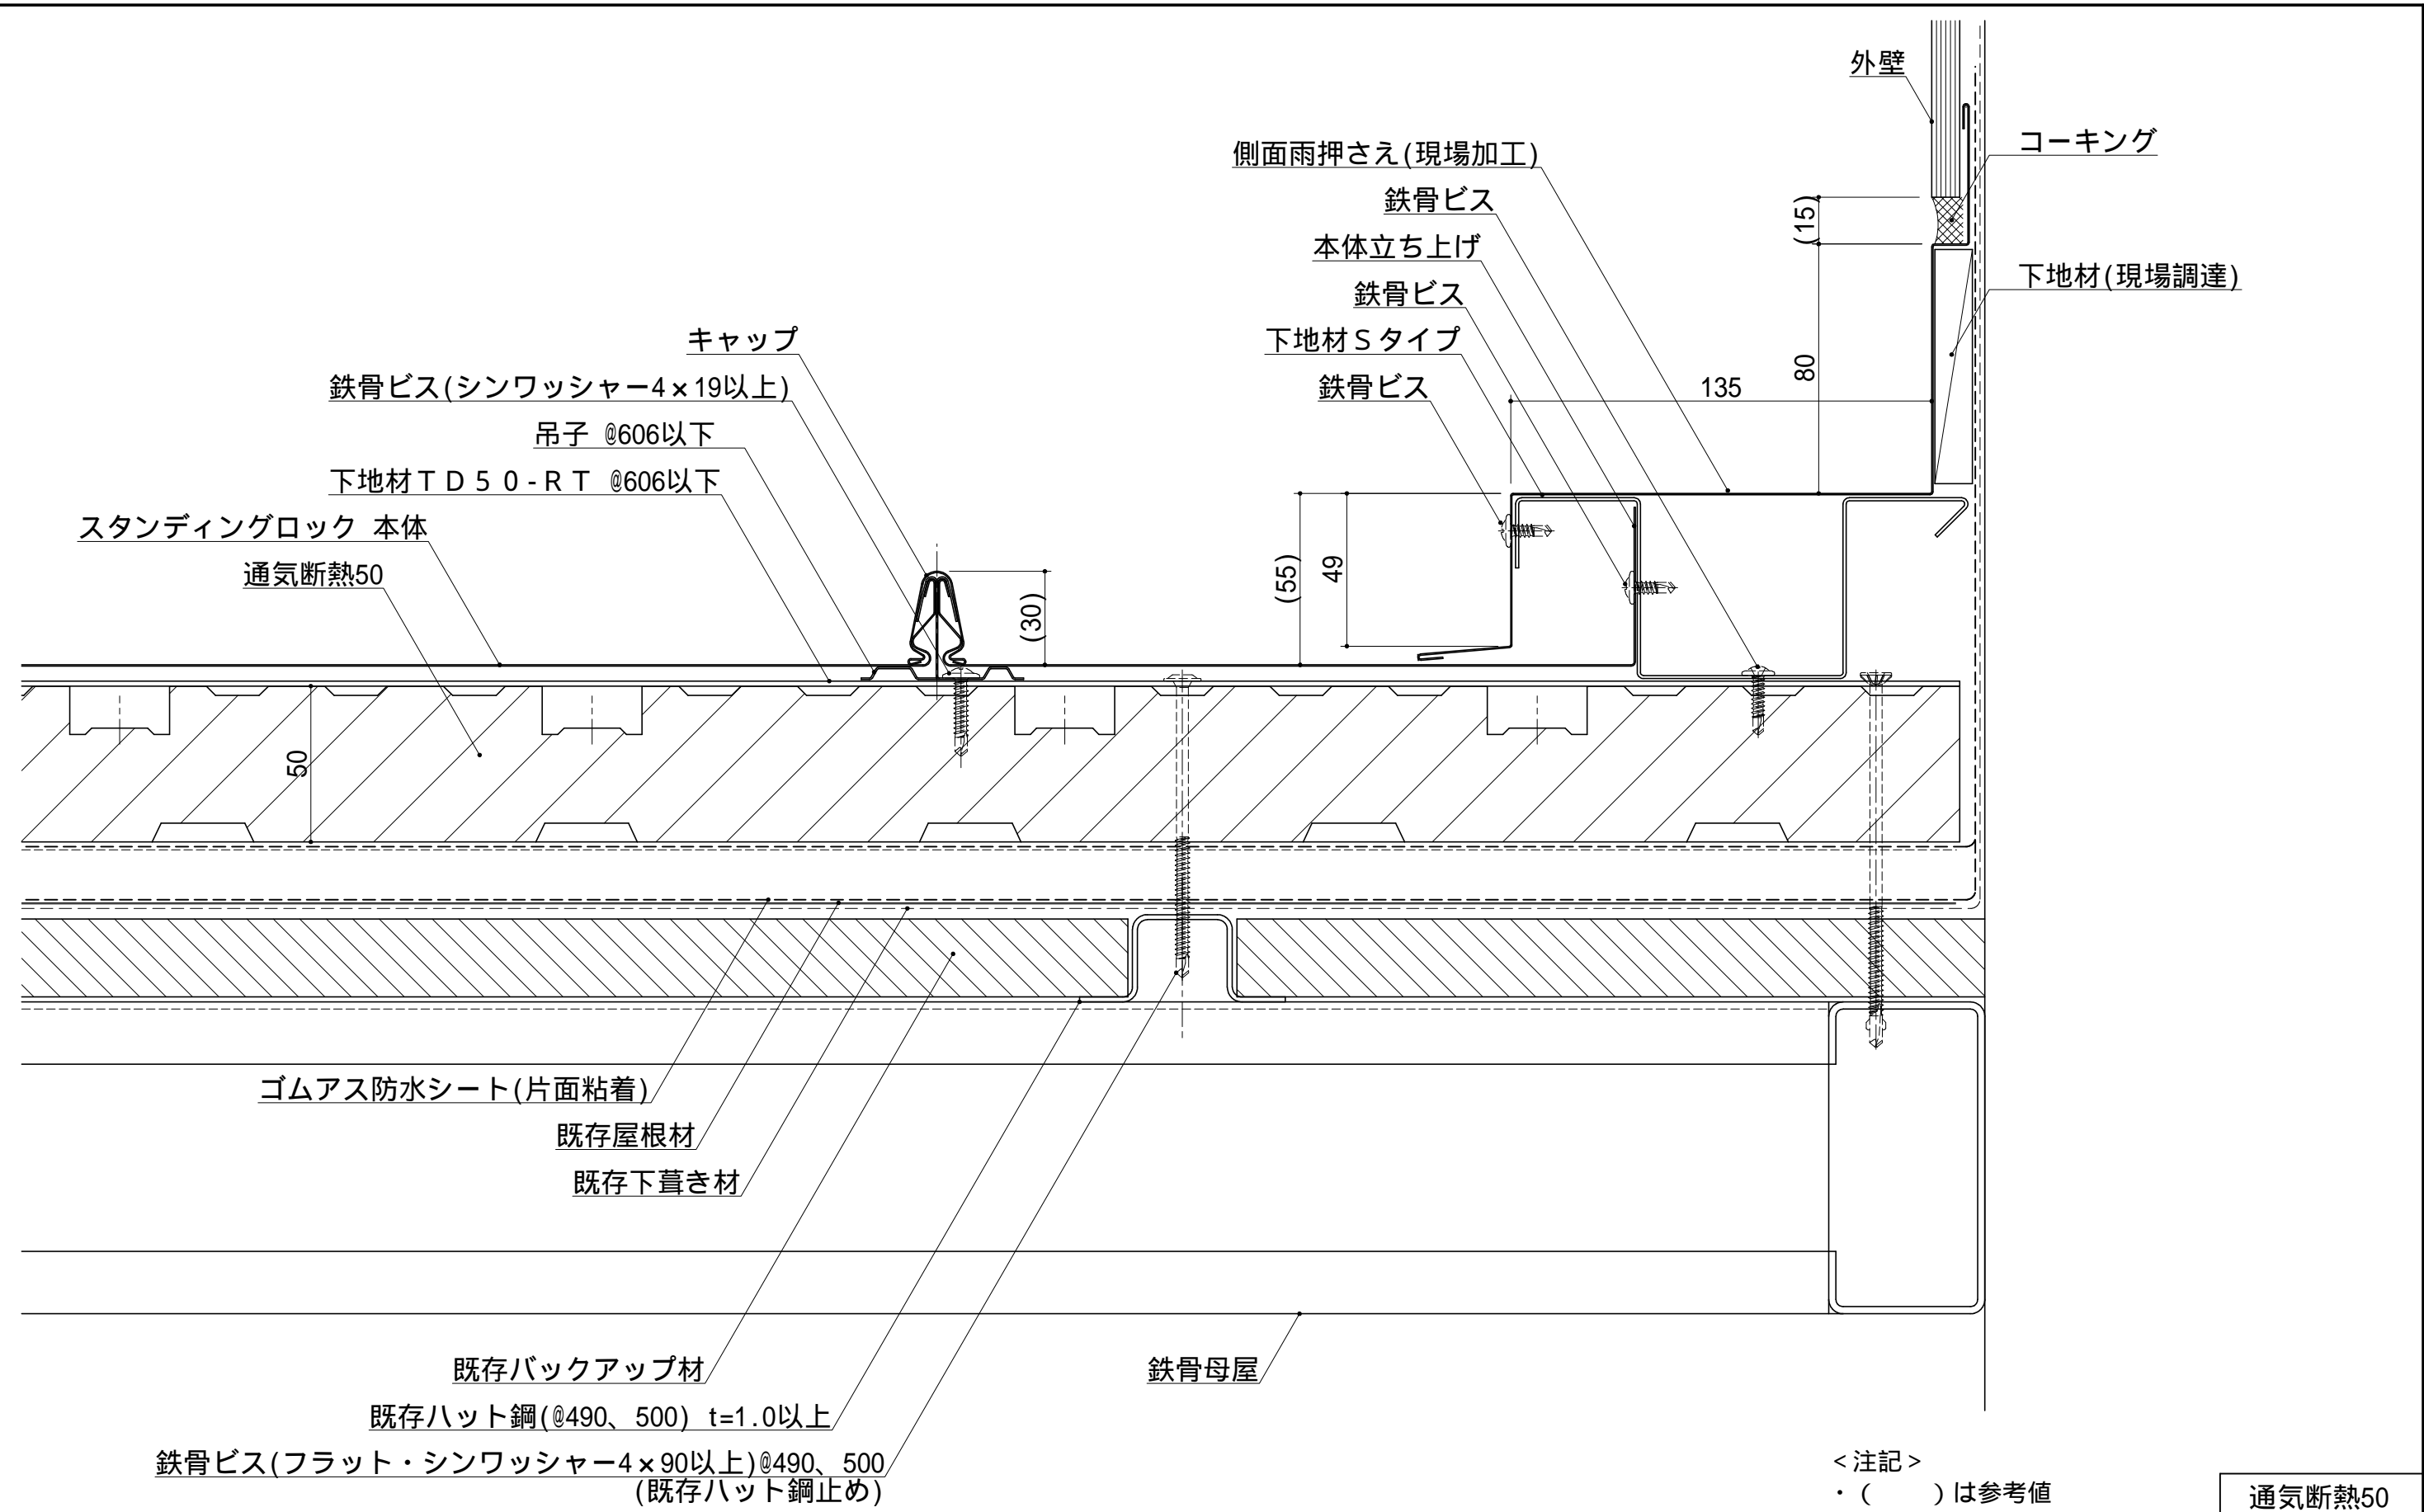 外壁
コーキング
側面雨押さえ(現場加工)
鉄骨ビス
(15)
本体立ち上げ
下地材(現場調達)
鉄骨ビス
下地材Sタイプ
キャップ
鉄骨ビス
135
80
鉄骨ビス(シンワッシャー4×19以上)
吊子 @606以下
下地材TD50-RT @606以下
スタンディングロック 本体
通気断熱50
(55)
49
(30)
50
ゴムアス防水シート(片面粘着)
既存屋根材
既存下葺き材
既存バックアップ材
鉄骨母屋
既存ハット鋼(@490、500) t=1.0以上
鉄骨ビス(フラット・シンワッシャー4×90以上)@490、500
(既存ハット鋼止め)
<注記>
・(　　)は参考値
通気断熱50